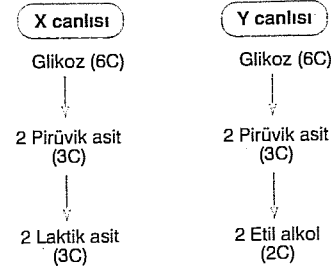 X canlısı
Glikoz (6C)
2 Pirüvik asit
(3C)
2 Laktik asit
(3C)
Y canlısı
Glikoz (6C)
2 Pirüvik asit
(3C)
2 Etil alkol
(2C)